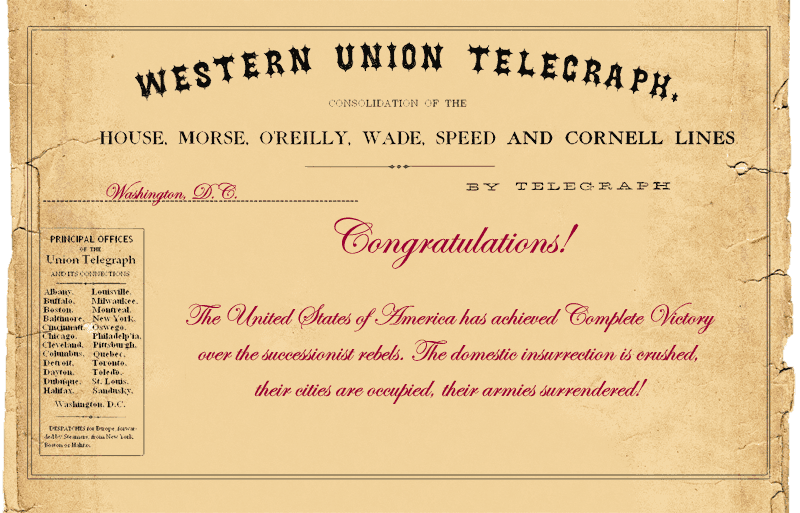 WESTERN UNION TELEGRAPH.
CONSOLIDATION OF THE
HOUSE, MORSE, O'REILLY, WADE, SPEED AND CORNELL LINES
BY TELEGRAPH
Washington, D.C.
Congratulations!
The United States of America has achieved Complete Victory
over the successionist rebels. The domestic insurrection is crushed,
their cities are occupied, their armies surrendered!
PRINCIPAL OFFICES
OF THE
Union Telegraph
AND ITS CONNECTIONS
Albany, Louisville,
Buffalo, Milwaukee,
Boston, Montreal,
Baltimore, New York,
Cincinnati, Oswego,
Chicago, Philadelp'ia,
Cleveland, Pittsburgh,
Columbus, Quebec,
Detroit, Toronto,
Dayton, Toledo,
Dubuque, St. Louis,
Halifax, Sandusky,
Washington, D.C.
DESPATCHES for Europe, forwar-
ded by Steamers, from New York,
Boston or Halifax.